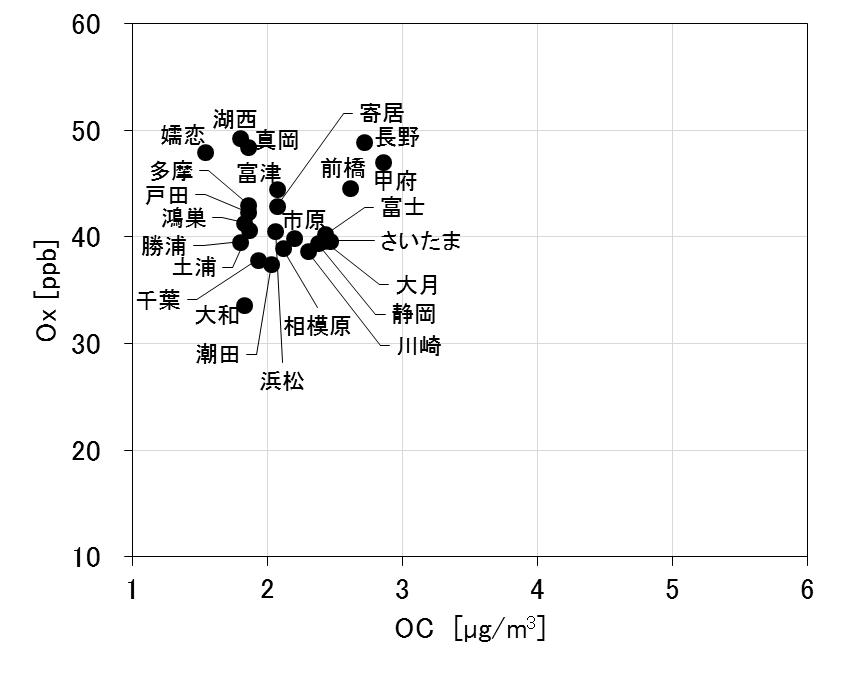 60
50
40
30
20
10
Ox [ppb]
湖西
嬬恋
真岡
寄居
長野
多摩
富津
前橋
甲府
戸田
鴻巣
市原
富士
勝浦
さいたま
土浦
千葉
大月
大和
相模原
静岡
潮田
川崎
浜松
1 2 3 4 5 6
OC [μg/m³]